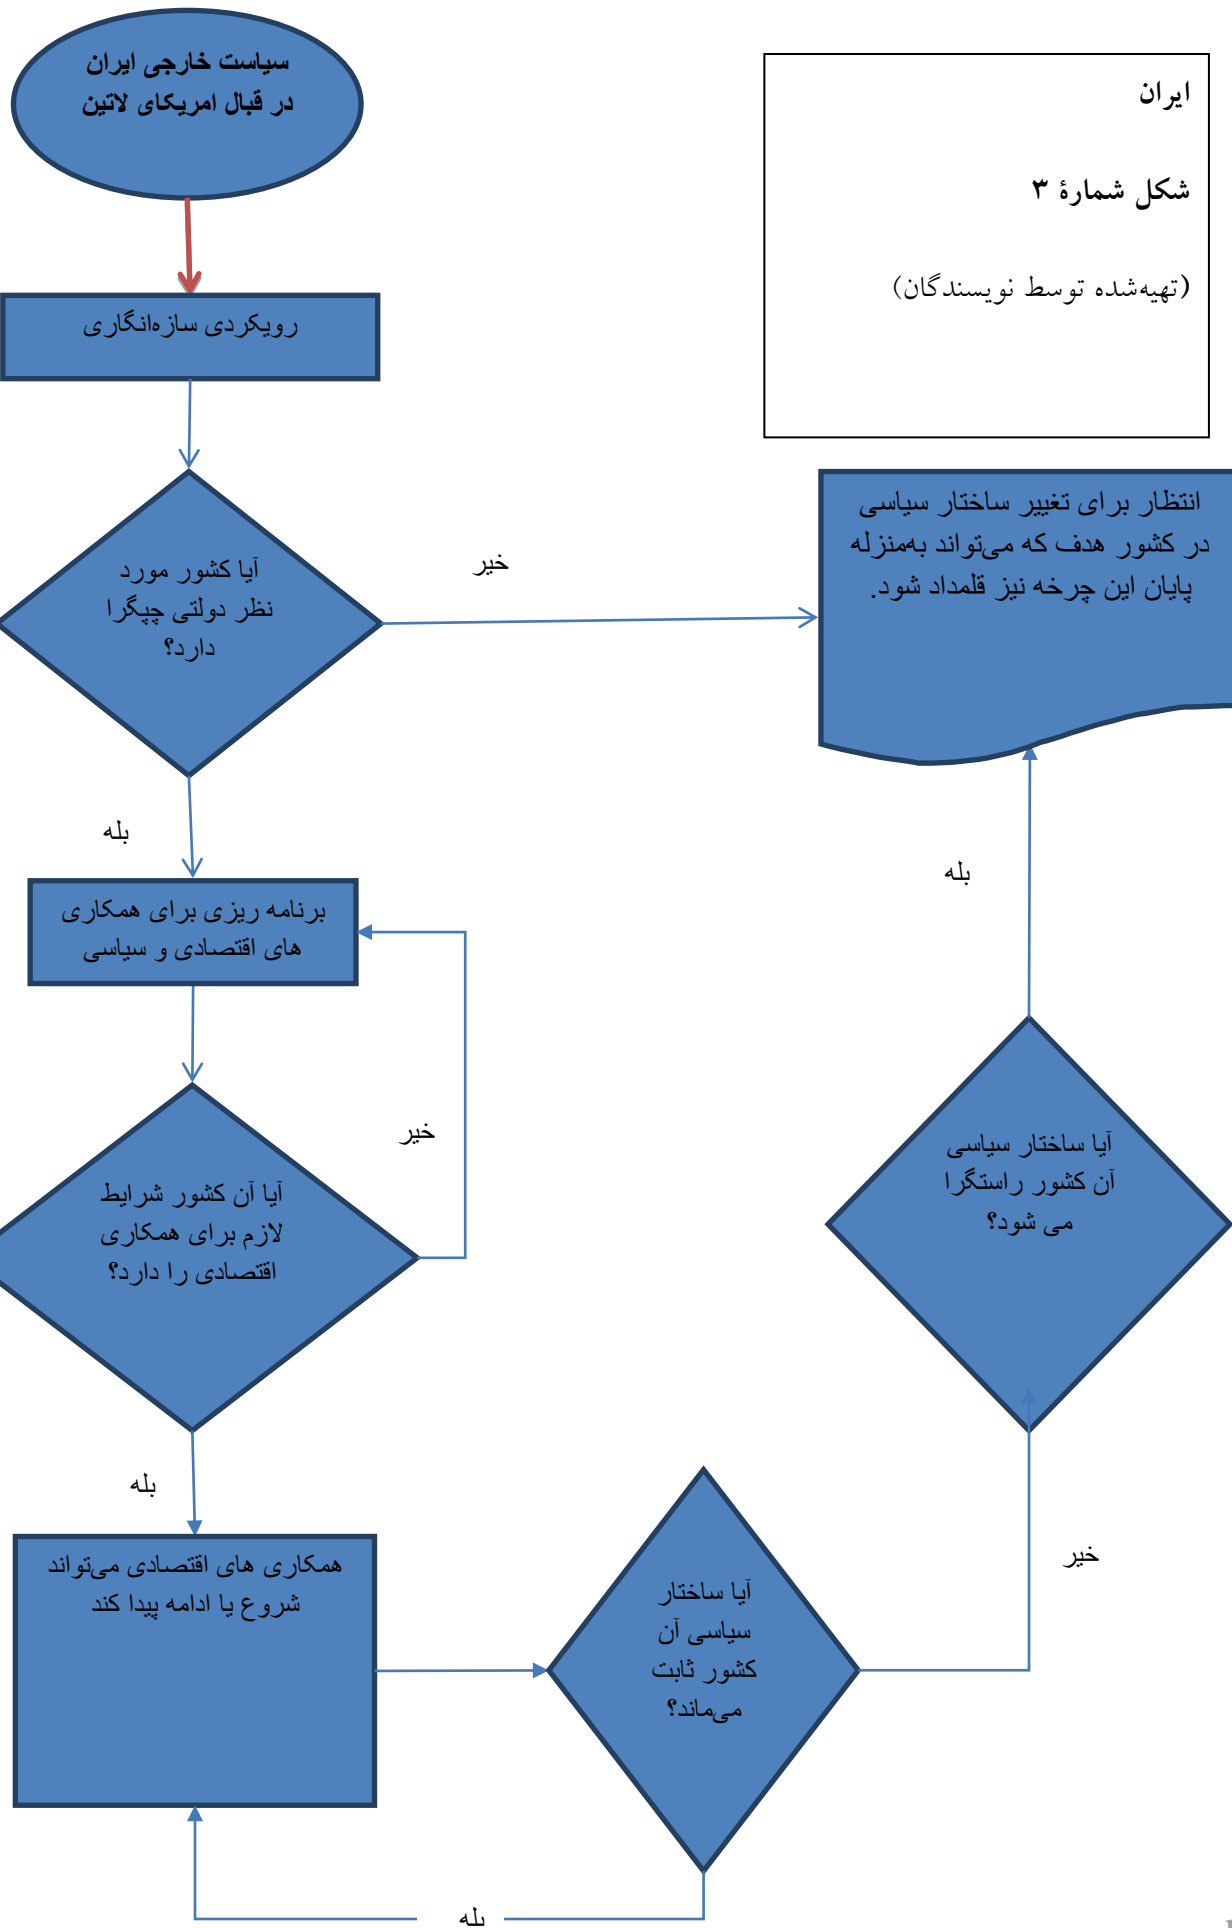 سیاست خارجی ایران
در قبال امریکای لاتین
ایران
شکل شمارهٔ ۳
(تهیه‌شده توسط نویسندگان)
رویکردی سازه‌انگاری
آیا کشور مورد
نظر دولتی چپگرا
دارد؟
خیر
انتظار برای تغییر ساختار سیاسی
در کشور هدف که می‌تواند به‌منزله
پایان این چرخه نیز قلمداد شود.
بله
برنامه ریزی برای همکاری
های اقتصادی و سیاسی
خیر
آیا آن کشور شرایط
لازم برای همکاری
اقتصادی را دارد؟
بله
همکاری های اقتصادی می‌تواند
شروع یا ادامه پیدا کند
آیا ساختار
سیاسی آن
کشور ثابت
می‌ماند؟
بله
خیر
آیا ساختار سیاسی
آن کشور راستگرا
می شود؟
بله